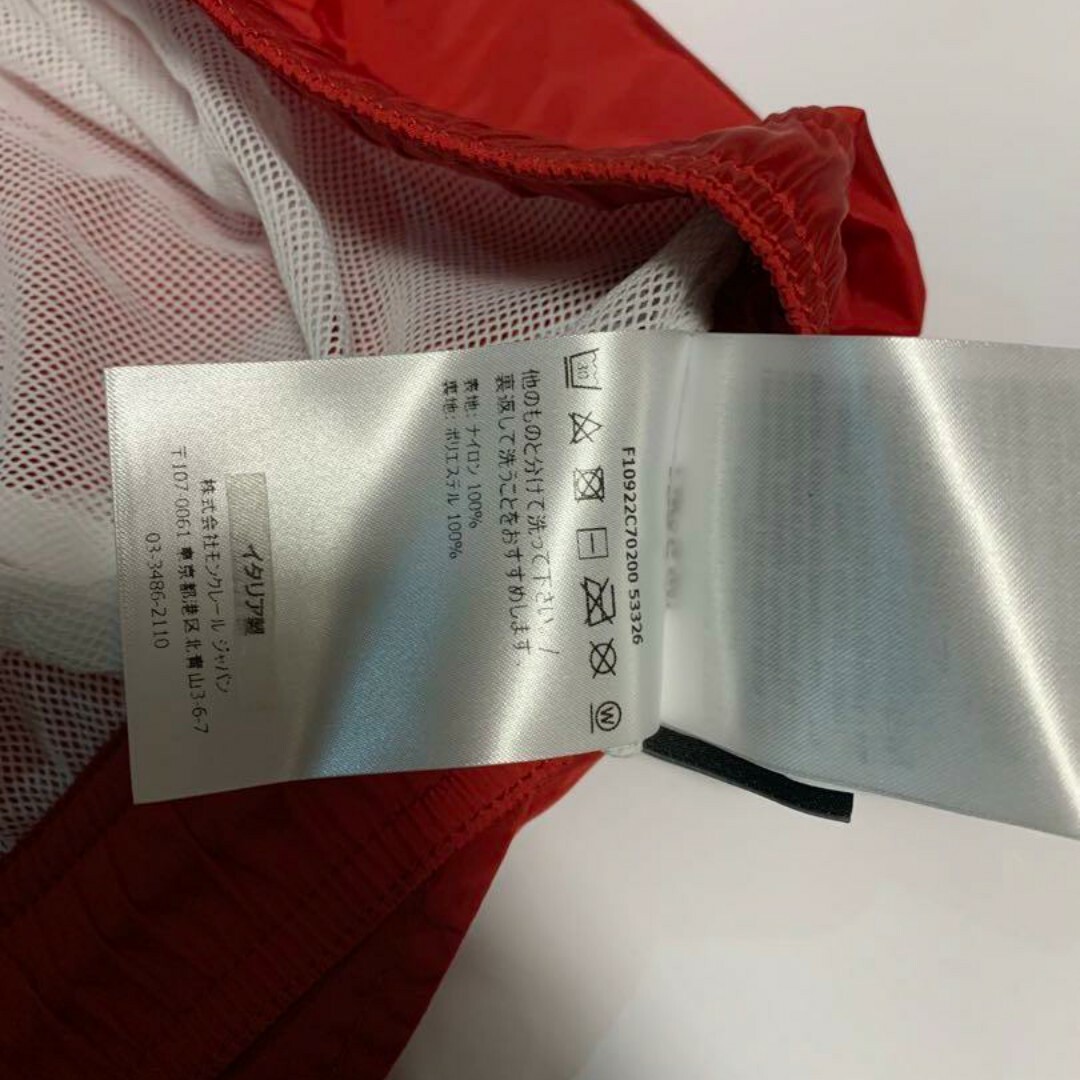 F10922C70200 53326
30
W
他のものと分けて洗って下さい。/
裏返して洗うことをおすすめします。
表地: ナイロン 100%
裏地: ポリエステル 100%
イタリア製
株式会社モンクレール ジャパン
〒107-0061 東京都港区北青山3-6-7
03-3486-2110